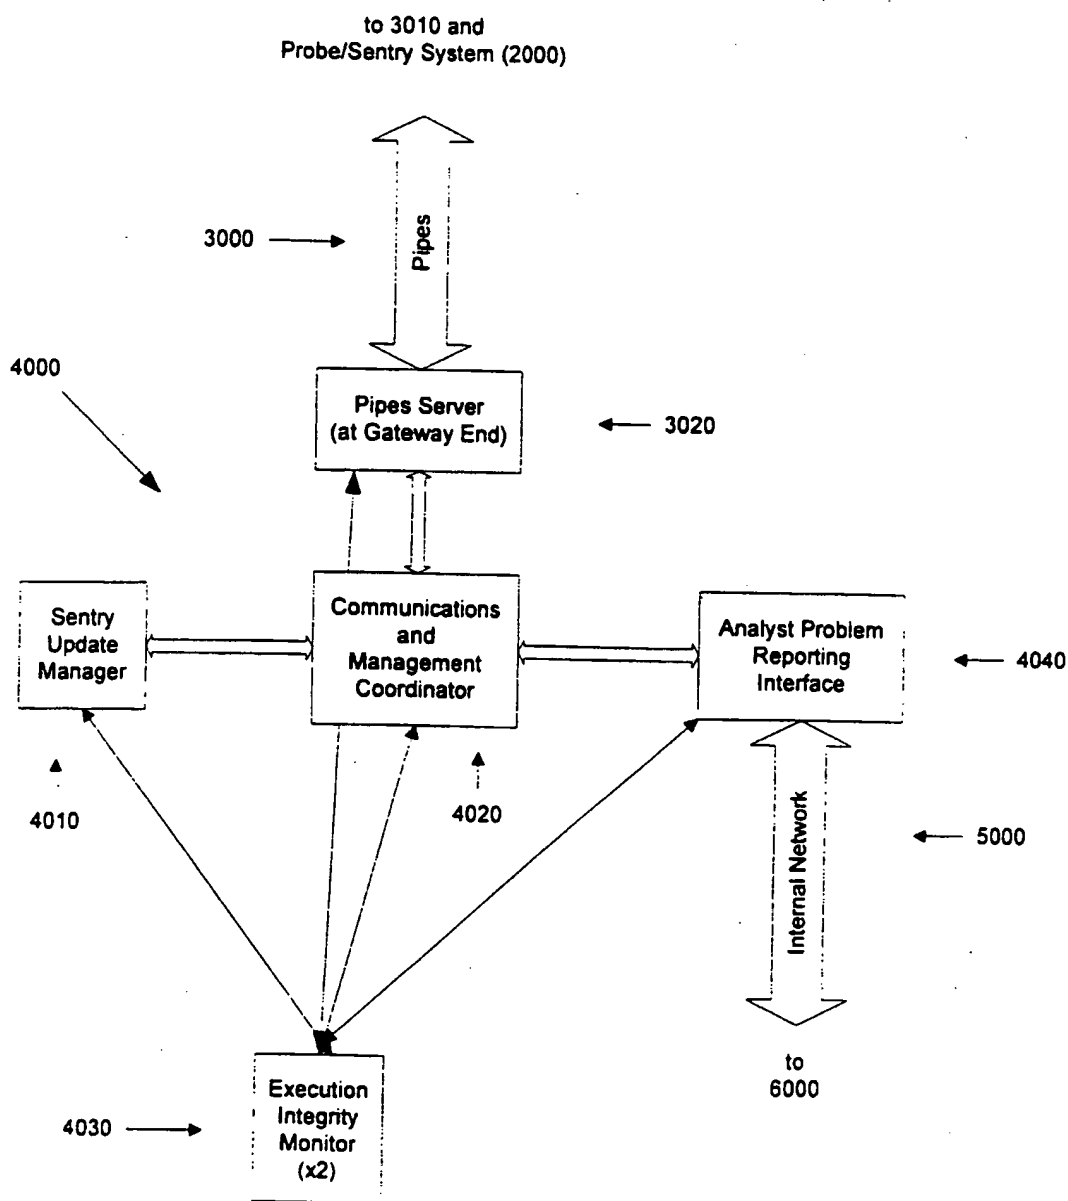 to 3010 and
Probe/Sentry System (2000)
3000
Pipes
4000
Pipes Server
(at Gateway End)
3020
Sentry
Update
Manager
Communications
and
Management
Coordinator
Analyst Problem
Reporting
Interface
4040
4010
4020
Internal Network
5000
to
6000
Execution
Integrity
Monitor
(x2)
4030